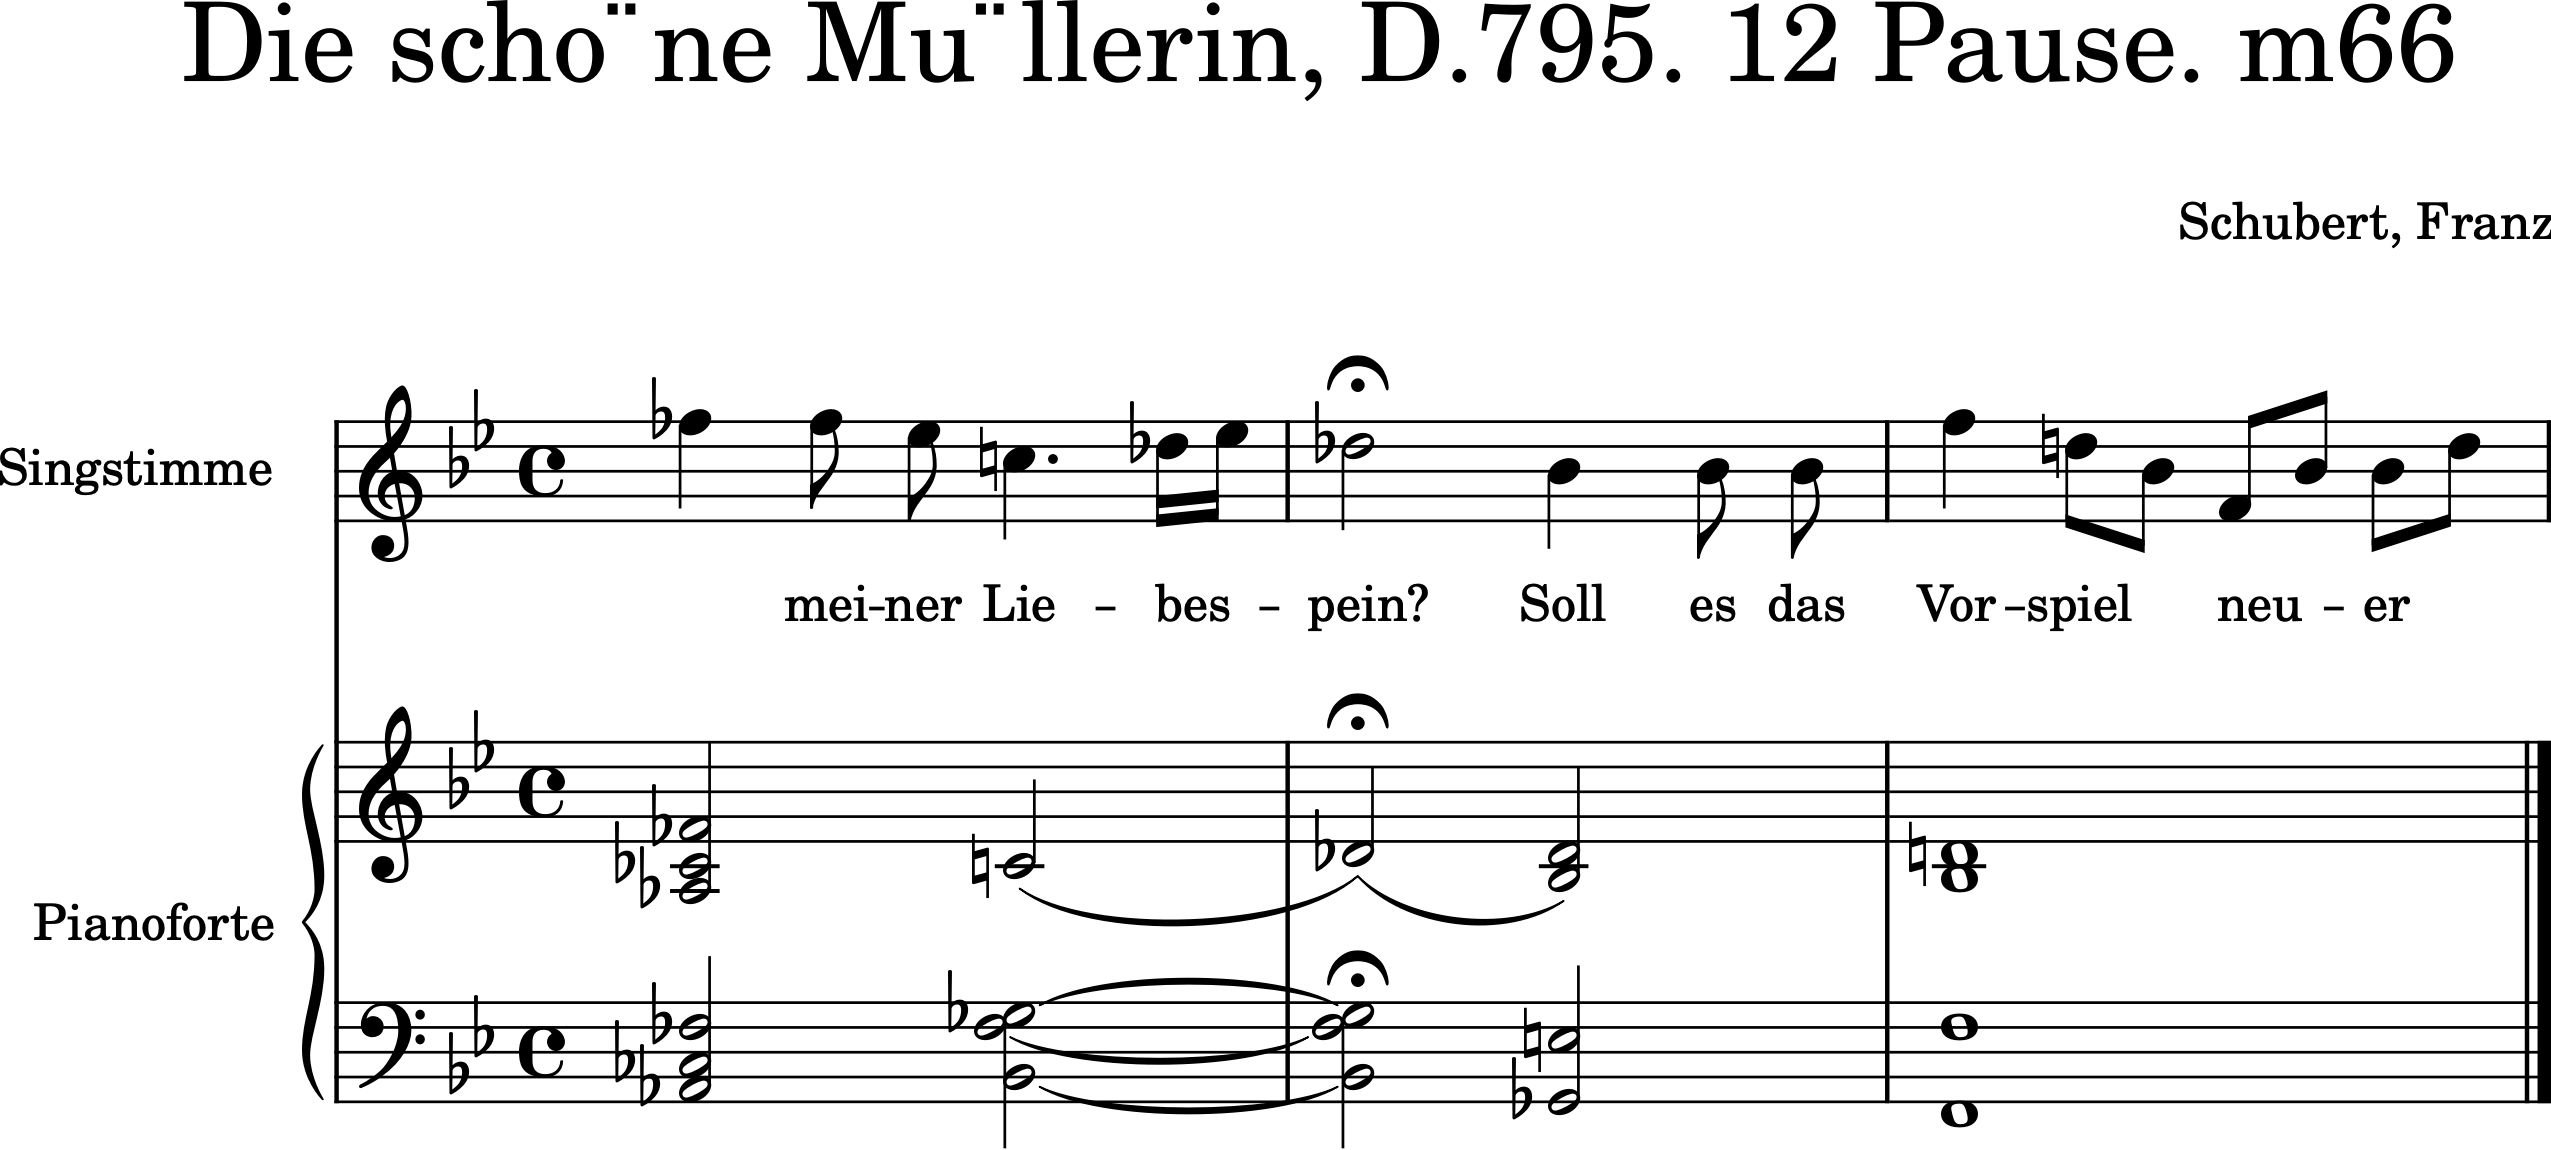 Die scho¨ne Mu¨llerin, D.795. 12 Pause. m66
Schubert, Franz
Singstimme
mei-ner Lie - bes - pein? Soll es das Vor-spiel neu - er
Pianoforte